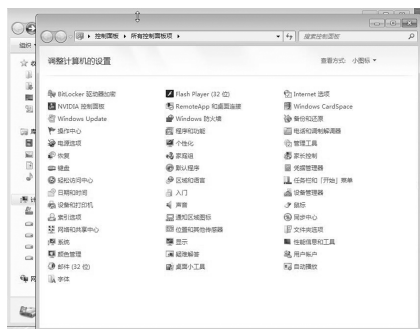 控制面板 ▸ 所有控制面板项 ▸
搜索控制面板
组织
调整计算机的设置
查看方式: 小图标
BitLocker 驱动器加密
Flash Player (32 位)
Internet 选项
NVIDIA 控制面板
RemoteApp 和桌面连接
Windows CardSpace
Windows Update
Windows 防火墙
备份和还原
操作中心
程序和功能
电话和调制解调器
电源选项
个性化
管理工具
恢复
家庭组
家长控制
键盘
默认程序
凭据管理器
轻松访问中心
区域和语言
任务栏和「开始」菜单
日期和时间
入门
设备管理器
设备和打印机
声音
鼠标
索引选项
通知区域图标
同步中心
网络和共享中心
位置和其他传感器
文件夹选项
系统
显示
性能信息和工具
颜色管理
疑难解答
用户帐户
邮件 (32 位)
桌面小工具
自动播放
字体